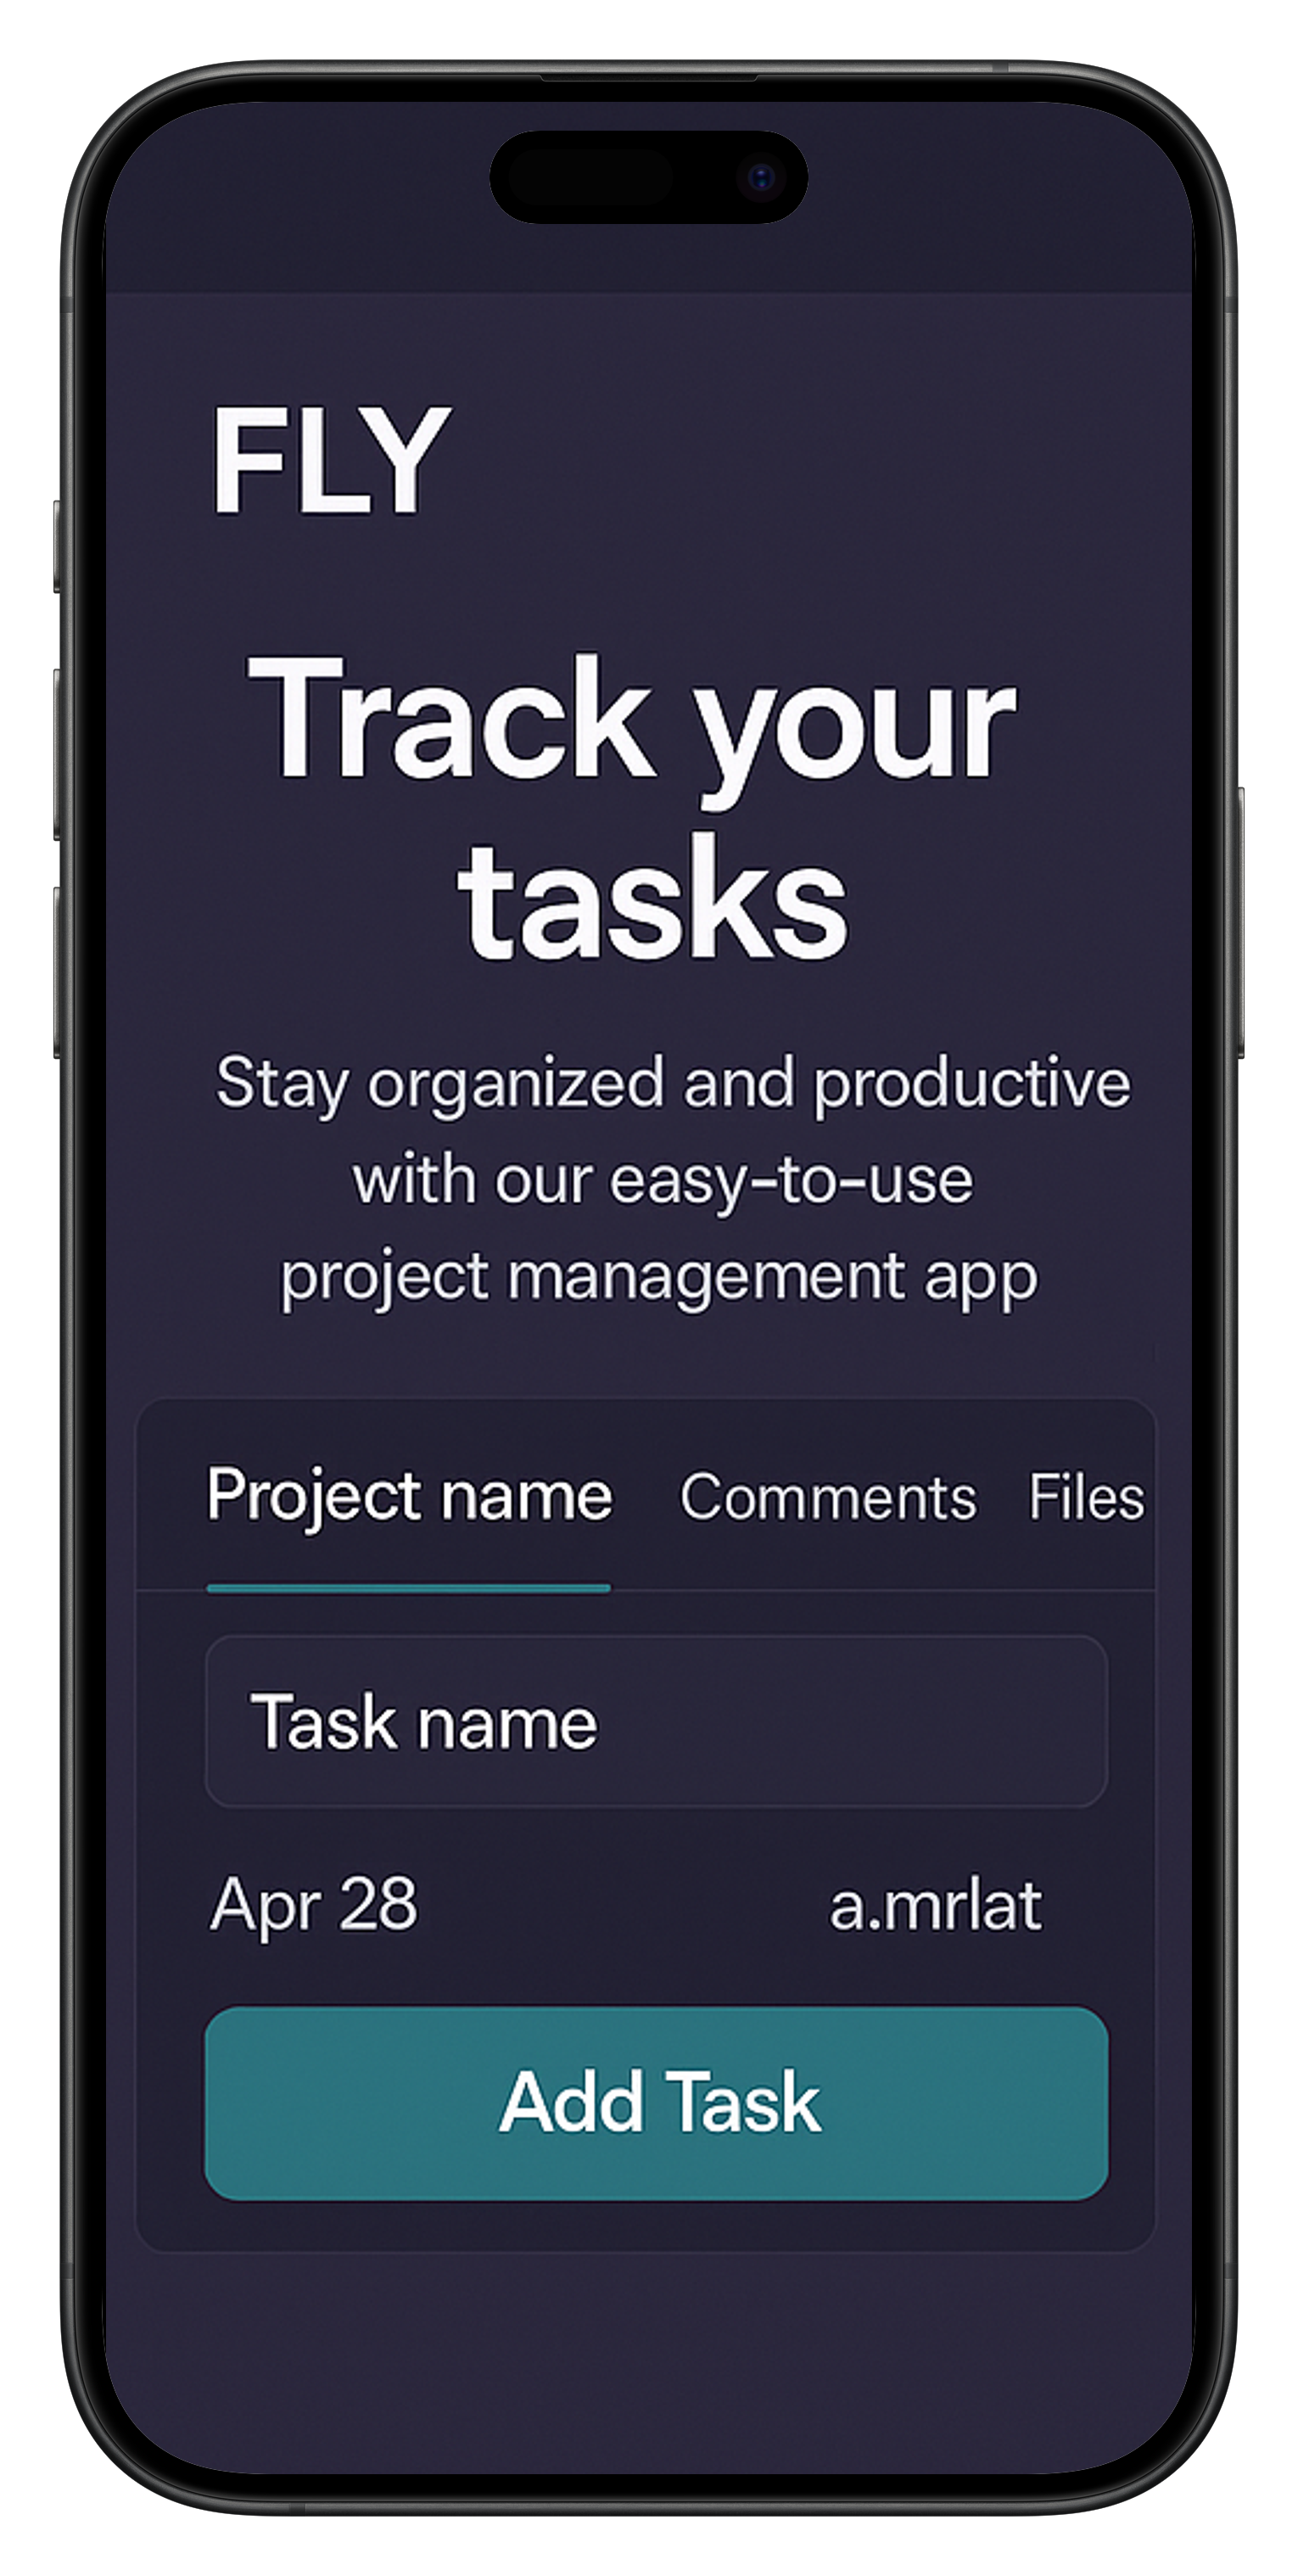 FLY
Track your
tasks
Stay organized and productive
with our easy-to-use
project management app
Project name Comments Files
Task name
Apr 28 a.mrlat
Add Task